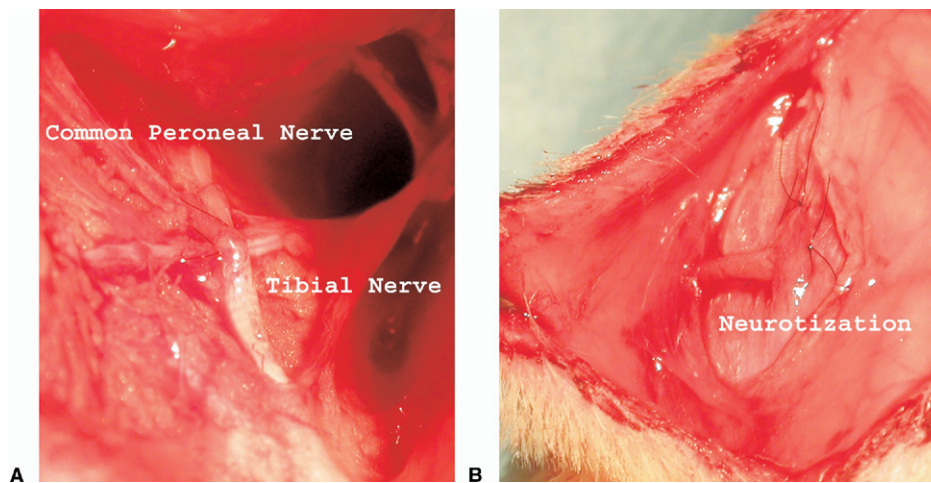 Common Peroneal Nerve
Tibial Nerve
Neurotization
A
B